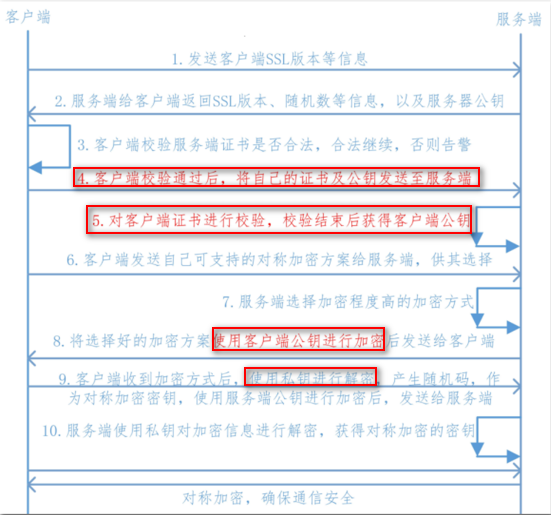 客户端
服务端
1.发送客户端SSL版本等信息
2.服务端给客户端返回SSL版本、随机数等信息，以及服务器公钥
3.客户端校验服务端证书是否合法，合法继续，否则告警
4.客户端校验通过后，将自己的证书及公钥发送至服务端
5.对客户端证书进行校验，校验结束后获得客户端公钥
6.客户端发送自己可支持的对称加密方案给服务端，供其选择
7.服务端选择加密程度高的加密方式
8.将选择好的加密方案使用客户端公钥进行加密后发送给客户端
9.客户端收到加密方式后，使用私钥进行解密，产生随机码，作
为对称加密密钥，使用服务端公钥进行加密后，发送给服务端
10.服务端使用私钥对加密信息进行解密，获得对称加密的密钥
对称加密，确保通信安全